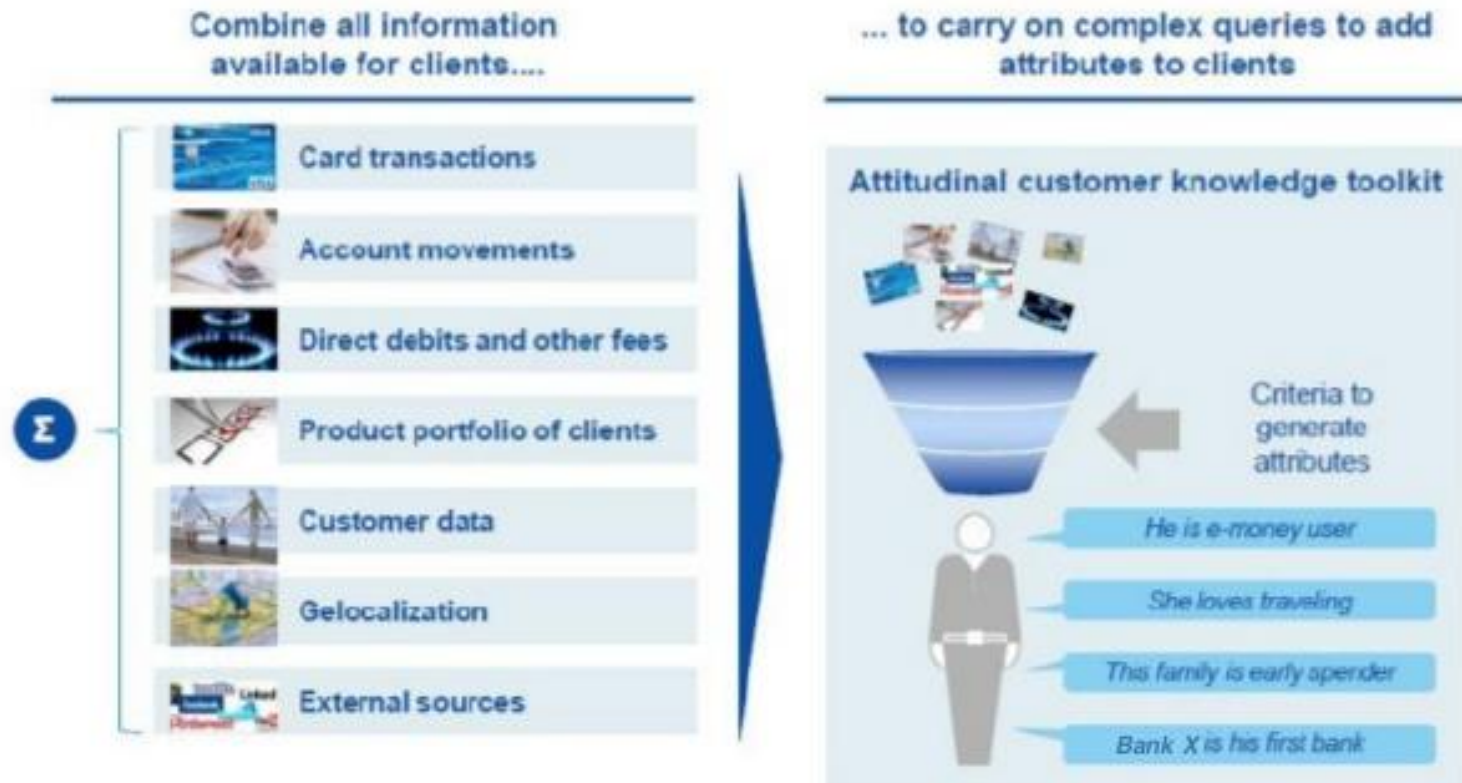 Combine all information
available for clients....
... to carry on complex queries to add
attributes to clients
Σ
Card transactions
Account movements
Direct debits and other fees
Product portfolio of clients
Customer data
Gelocalization
External sources
Linked
Pinterest
Attitudinal customer knowledge toolkit
Criteria to
generate
attributes
He is e-money user
She loves traveling
This family is early spender
Bank X is his first bank